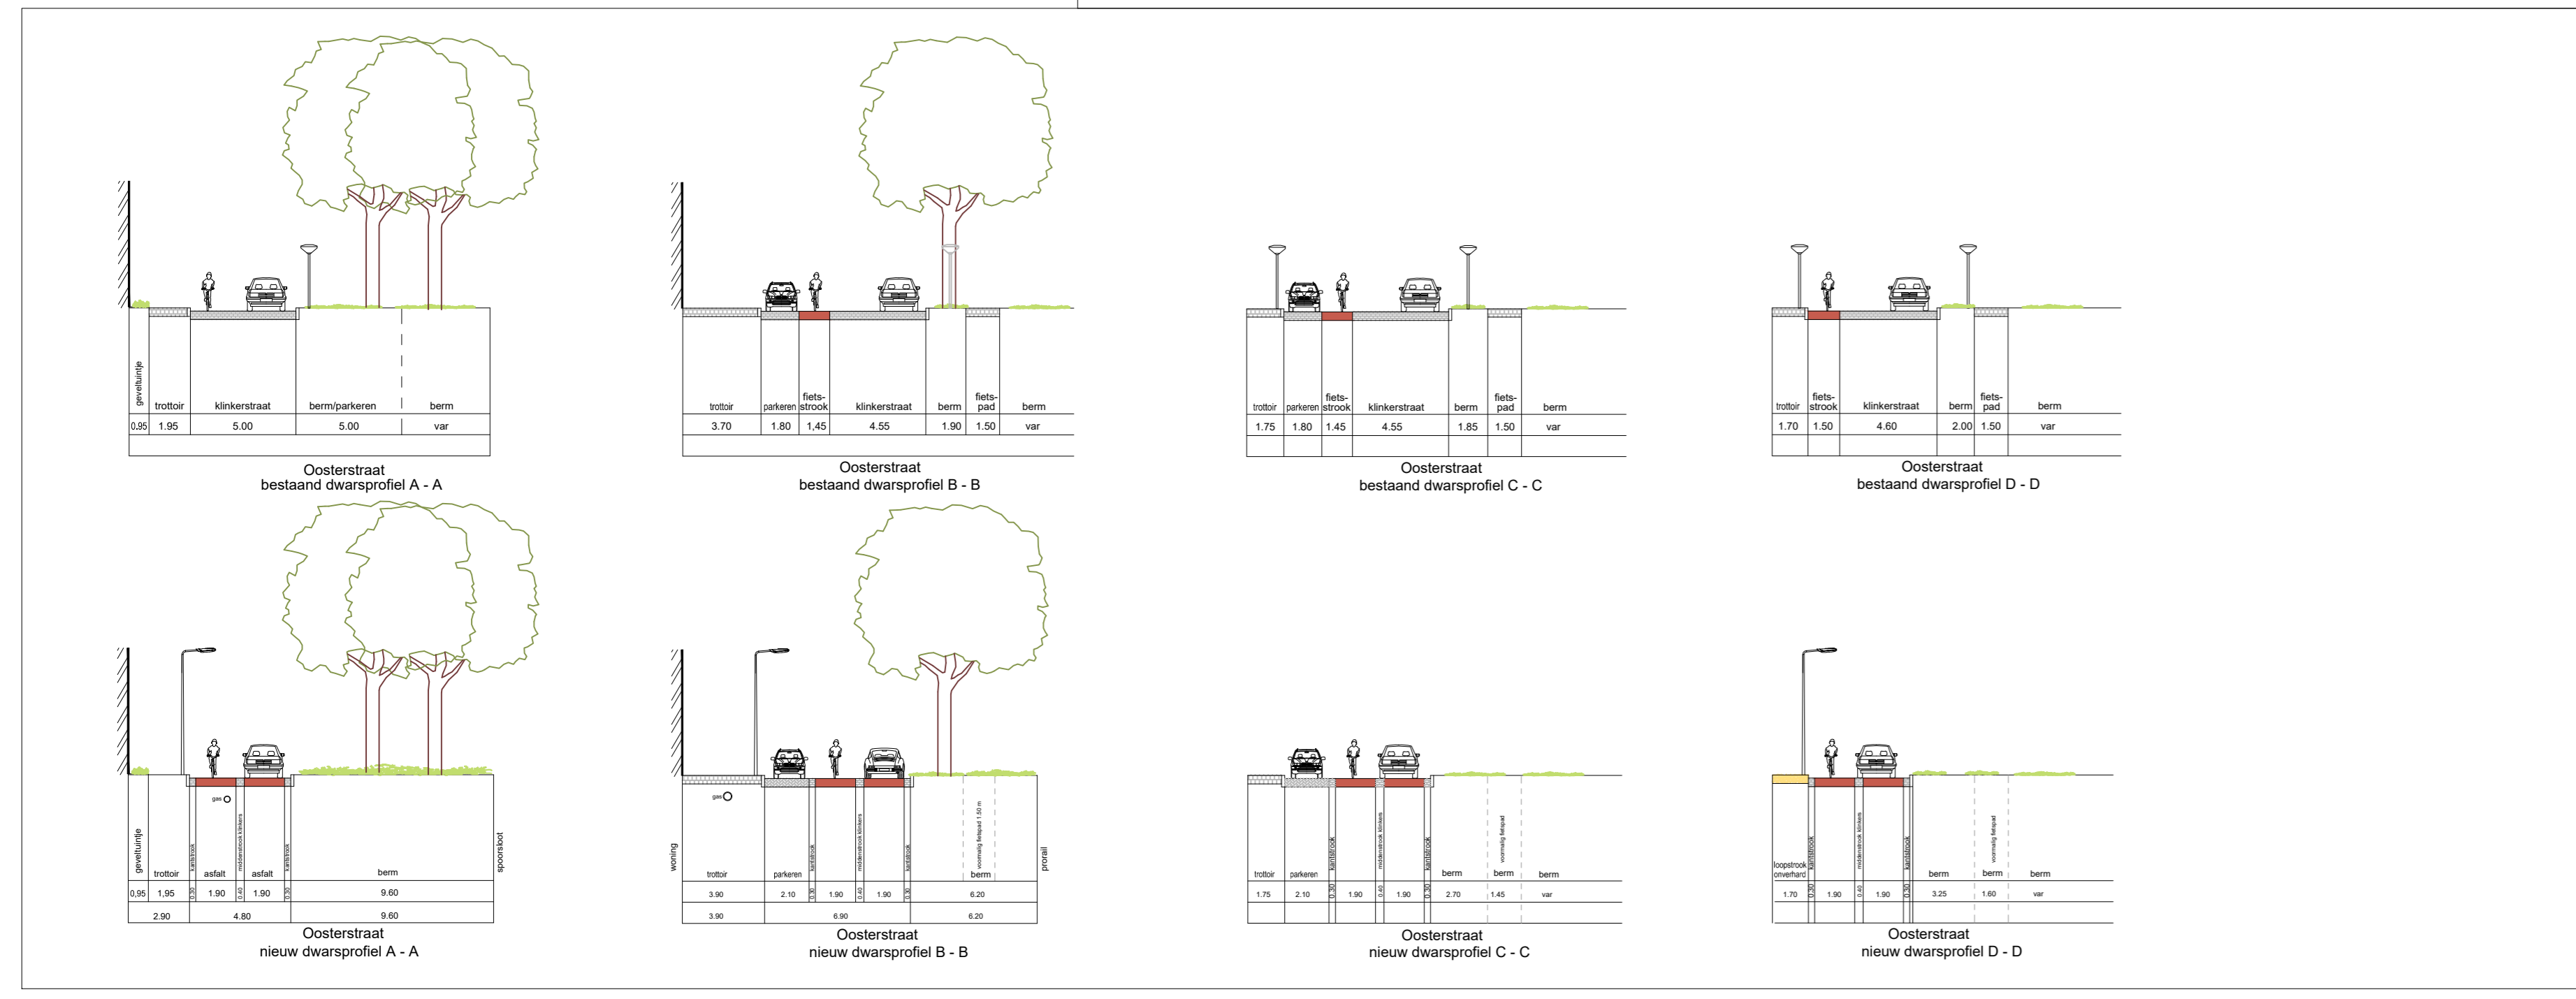 geveltuintje
trottoir klinkerstraat berm/parkeren berm
0.95 1.95 5.00 5.00 var
Oosterstraat
bestaand dwarsprofiel A - A
trottoir parkeren fiets-strook klinkerstraat berm fiets-pad berm
3.70 1.80 1,45 4.55 1.90 1.50 var
Oosterstraat
bestaand dwarsprofiel B - B
trottoir parkeren fiets-strook klinkerstraat berm fiets-pad berm
1.75 1.80 1.45 4.55 1.85 1.50 var
Oosterstraat
bestaand dwarsprofiel C - C
trottoir fiets-strook klinkerstraat berm fiets-pad berm
1.70 1.50 4.60 2.00 1.50 var
Oosterstraat
bestaand dwarsprofiel D - D
gas
geveltuintje trottoir kantstrook asfalt middenstrook klinkers asfalt kantstrook berm spoorsloot
0,95 1,95 0.30 1.90 0.40 1.90 0.30 9.60
2.90 4.80 9.60
Oosterstraat
nieuw dwarsprofiel A - A
gas
woning trottoir parkeren kantstrook middenstrook klinkers kantstrook voormalig fietspad 1.50 m berm prorail
3.90 2.10 0.30 1.90 0.40 1.90 0.30 6.20
3.90 6.90 6.20
Oosterstraat
nieuw dwarsprofiel B - B
trottoir parkeren kantstrook middenstrook klinkers kantstrook berm voormalig fietspad berm berm
1.75 2.10 0.30 1.90 0.40 1.90 0.30 2.70 1.45 var
Oosterstraat
nieuw dwarsprofiel C - C
loopstrook onverhard kantstrook middenstrook klinkers kantstrook berm voormalig fietspad berm berm
1.70 0.30 1.90 0.40 1.90 0.30 3.25 1.60 var
Oosterstraat
nieuw dwarsprofiel D - D